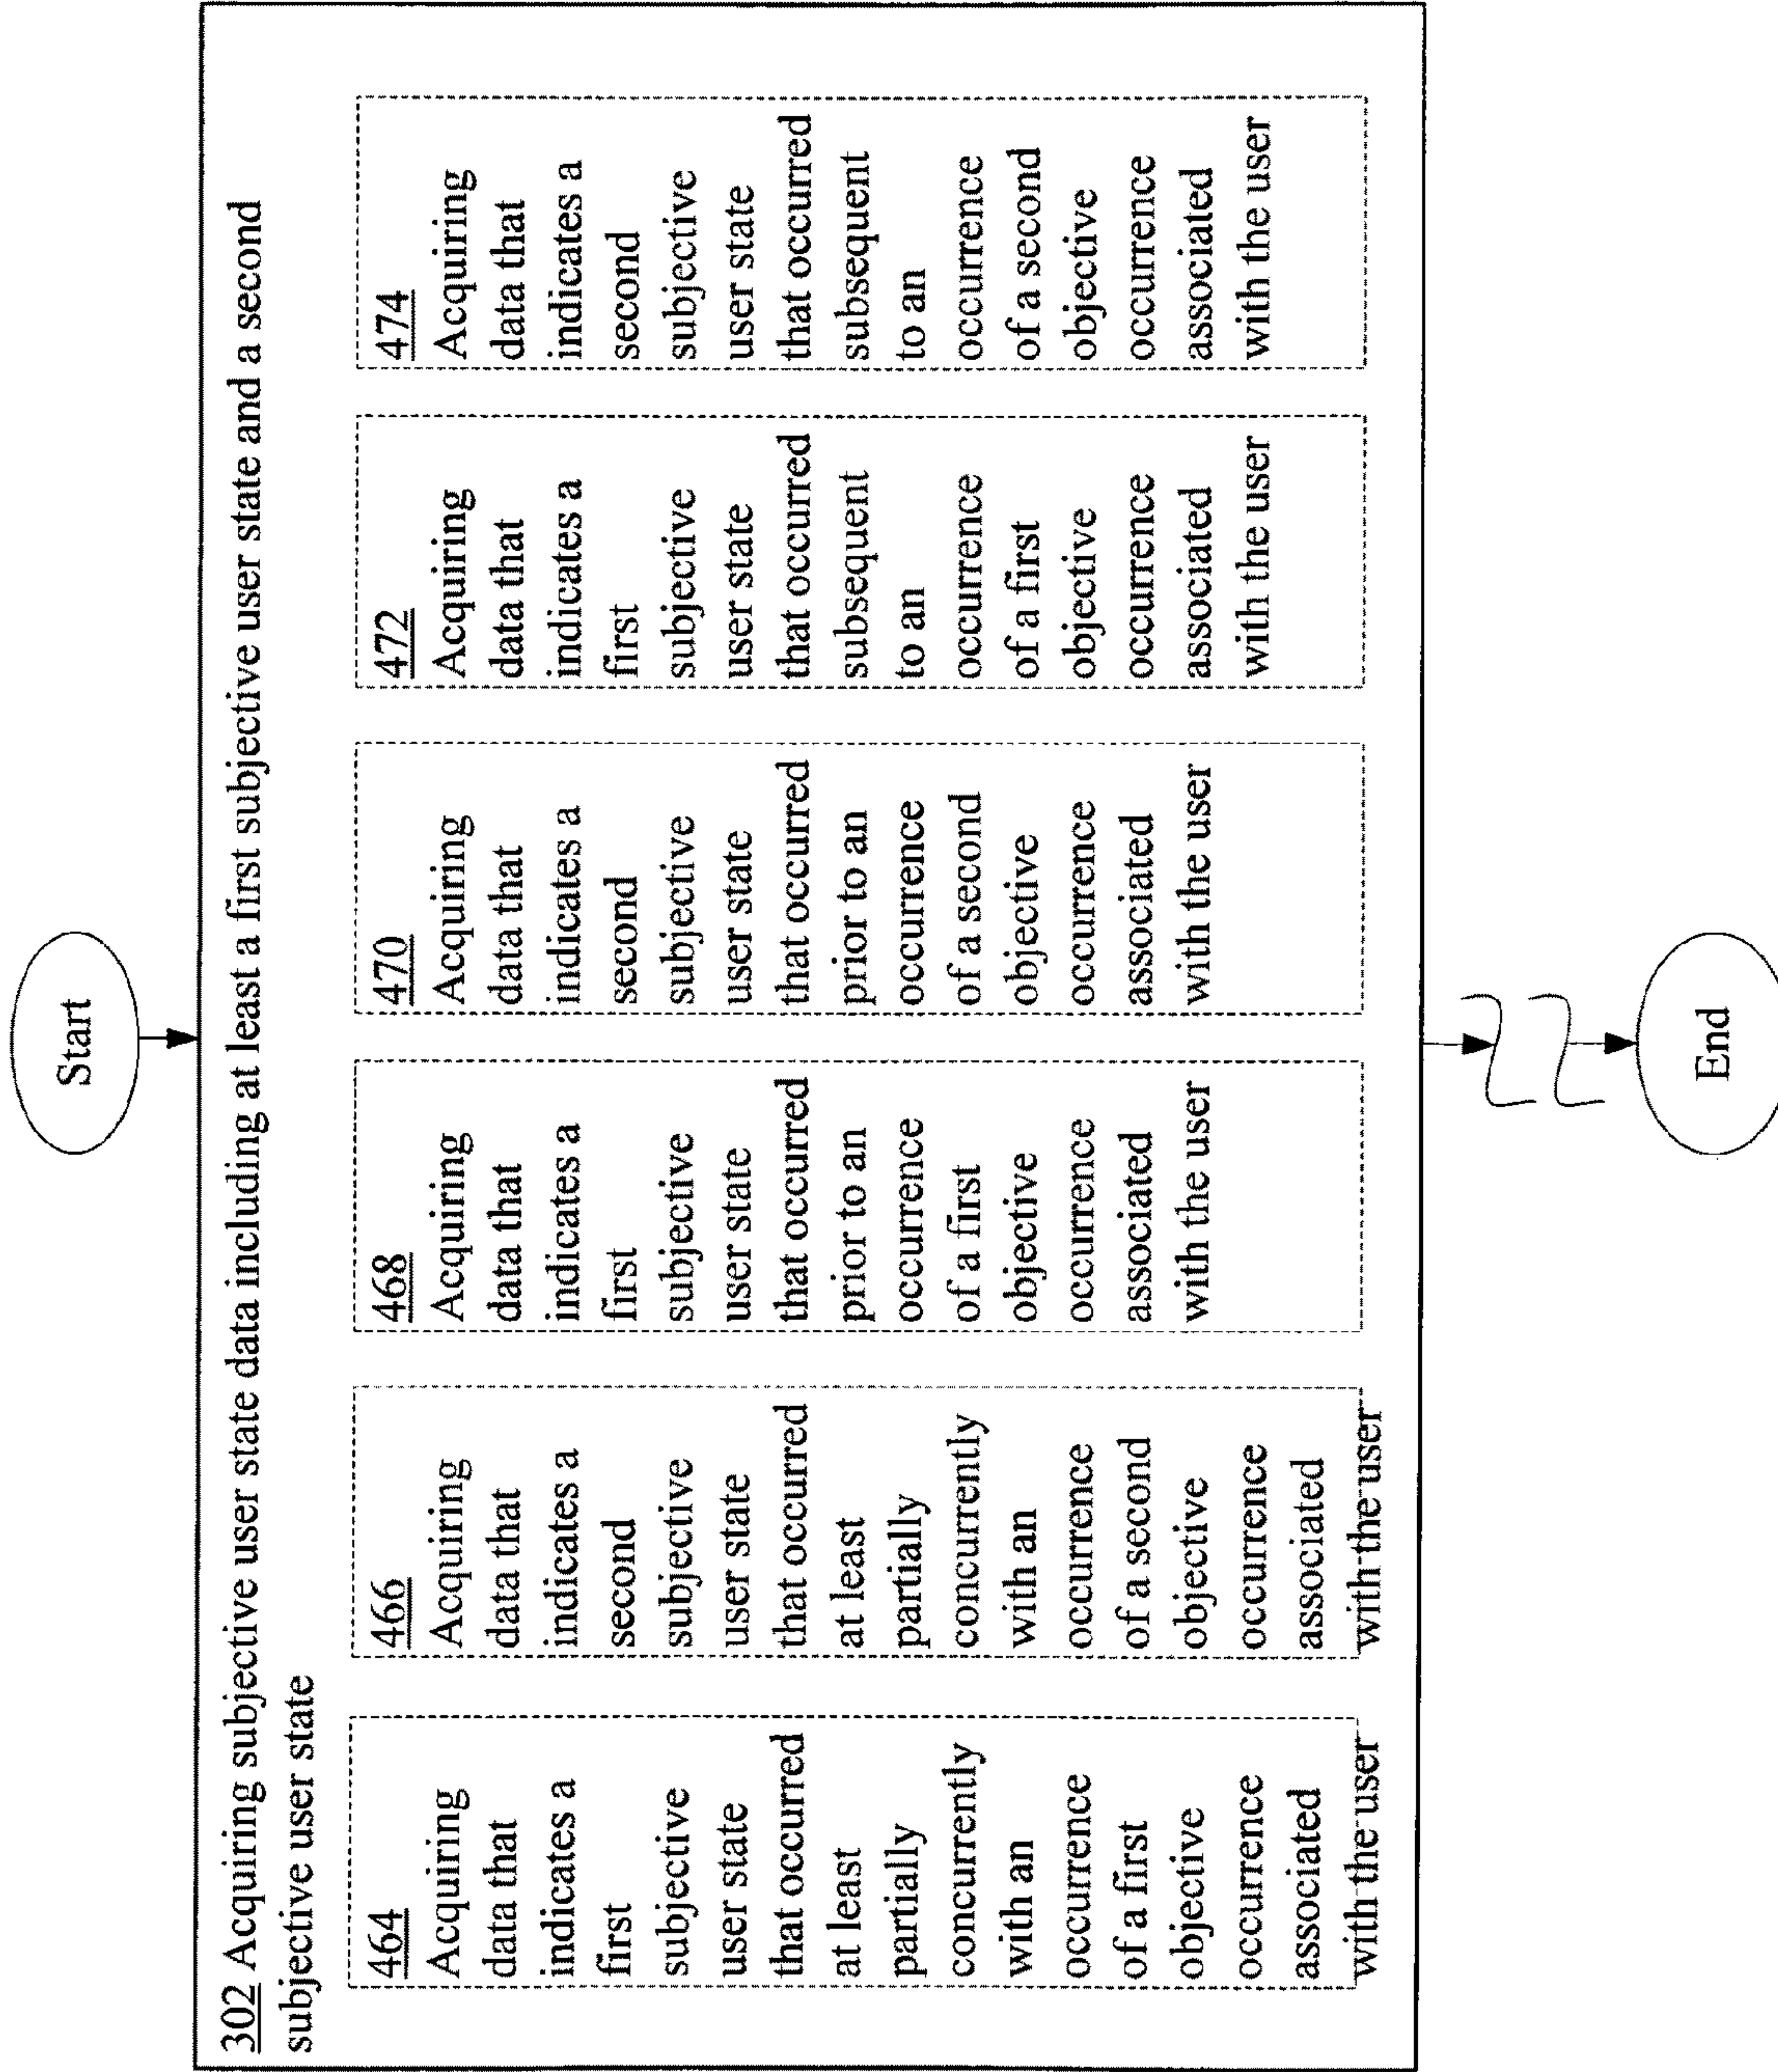 Start
302 Acquiring subjective user state data including at least a first subjective user state and a second
subjective user state
464
Acquiring
data that
indicates a
first
subjective
user state
that occurred
at least
partially
concurrently
with an
occurrence
of a first
objective
occurrence
associated
with the user
466
Acquiring
data that
indicates a
second
subjective
user state
that occurred
at least
partially
concurrently
with an
occurrence
of a second
objective
occurrence
associated
with the user
468
Acquiring
data that
indicates a
first
subjective
user state
that occurred
prior to an
occurrence
of a first
objective
occurrence
associated
with the user
470
Acquiring
data that
indicates a
second
subjective
user state
that occurred
prior to an
occurrence
of a second
objective
occurrence
associated
with the user
472
Acquiring
data that
indicates a
first
subjective
user state
that occurred
subsequent
to an
occurrence
of a first
objective
occurrence
associated
with the user
474
Acquiring
data that
indicates a
second
subjective
user state
that occurred
subsequent
to an
occurrence
of a second
objective
occurrence
associated
with the user
End